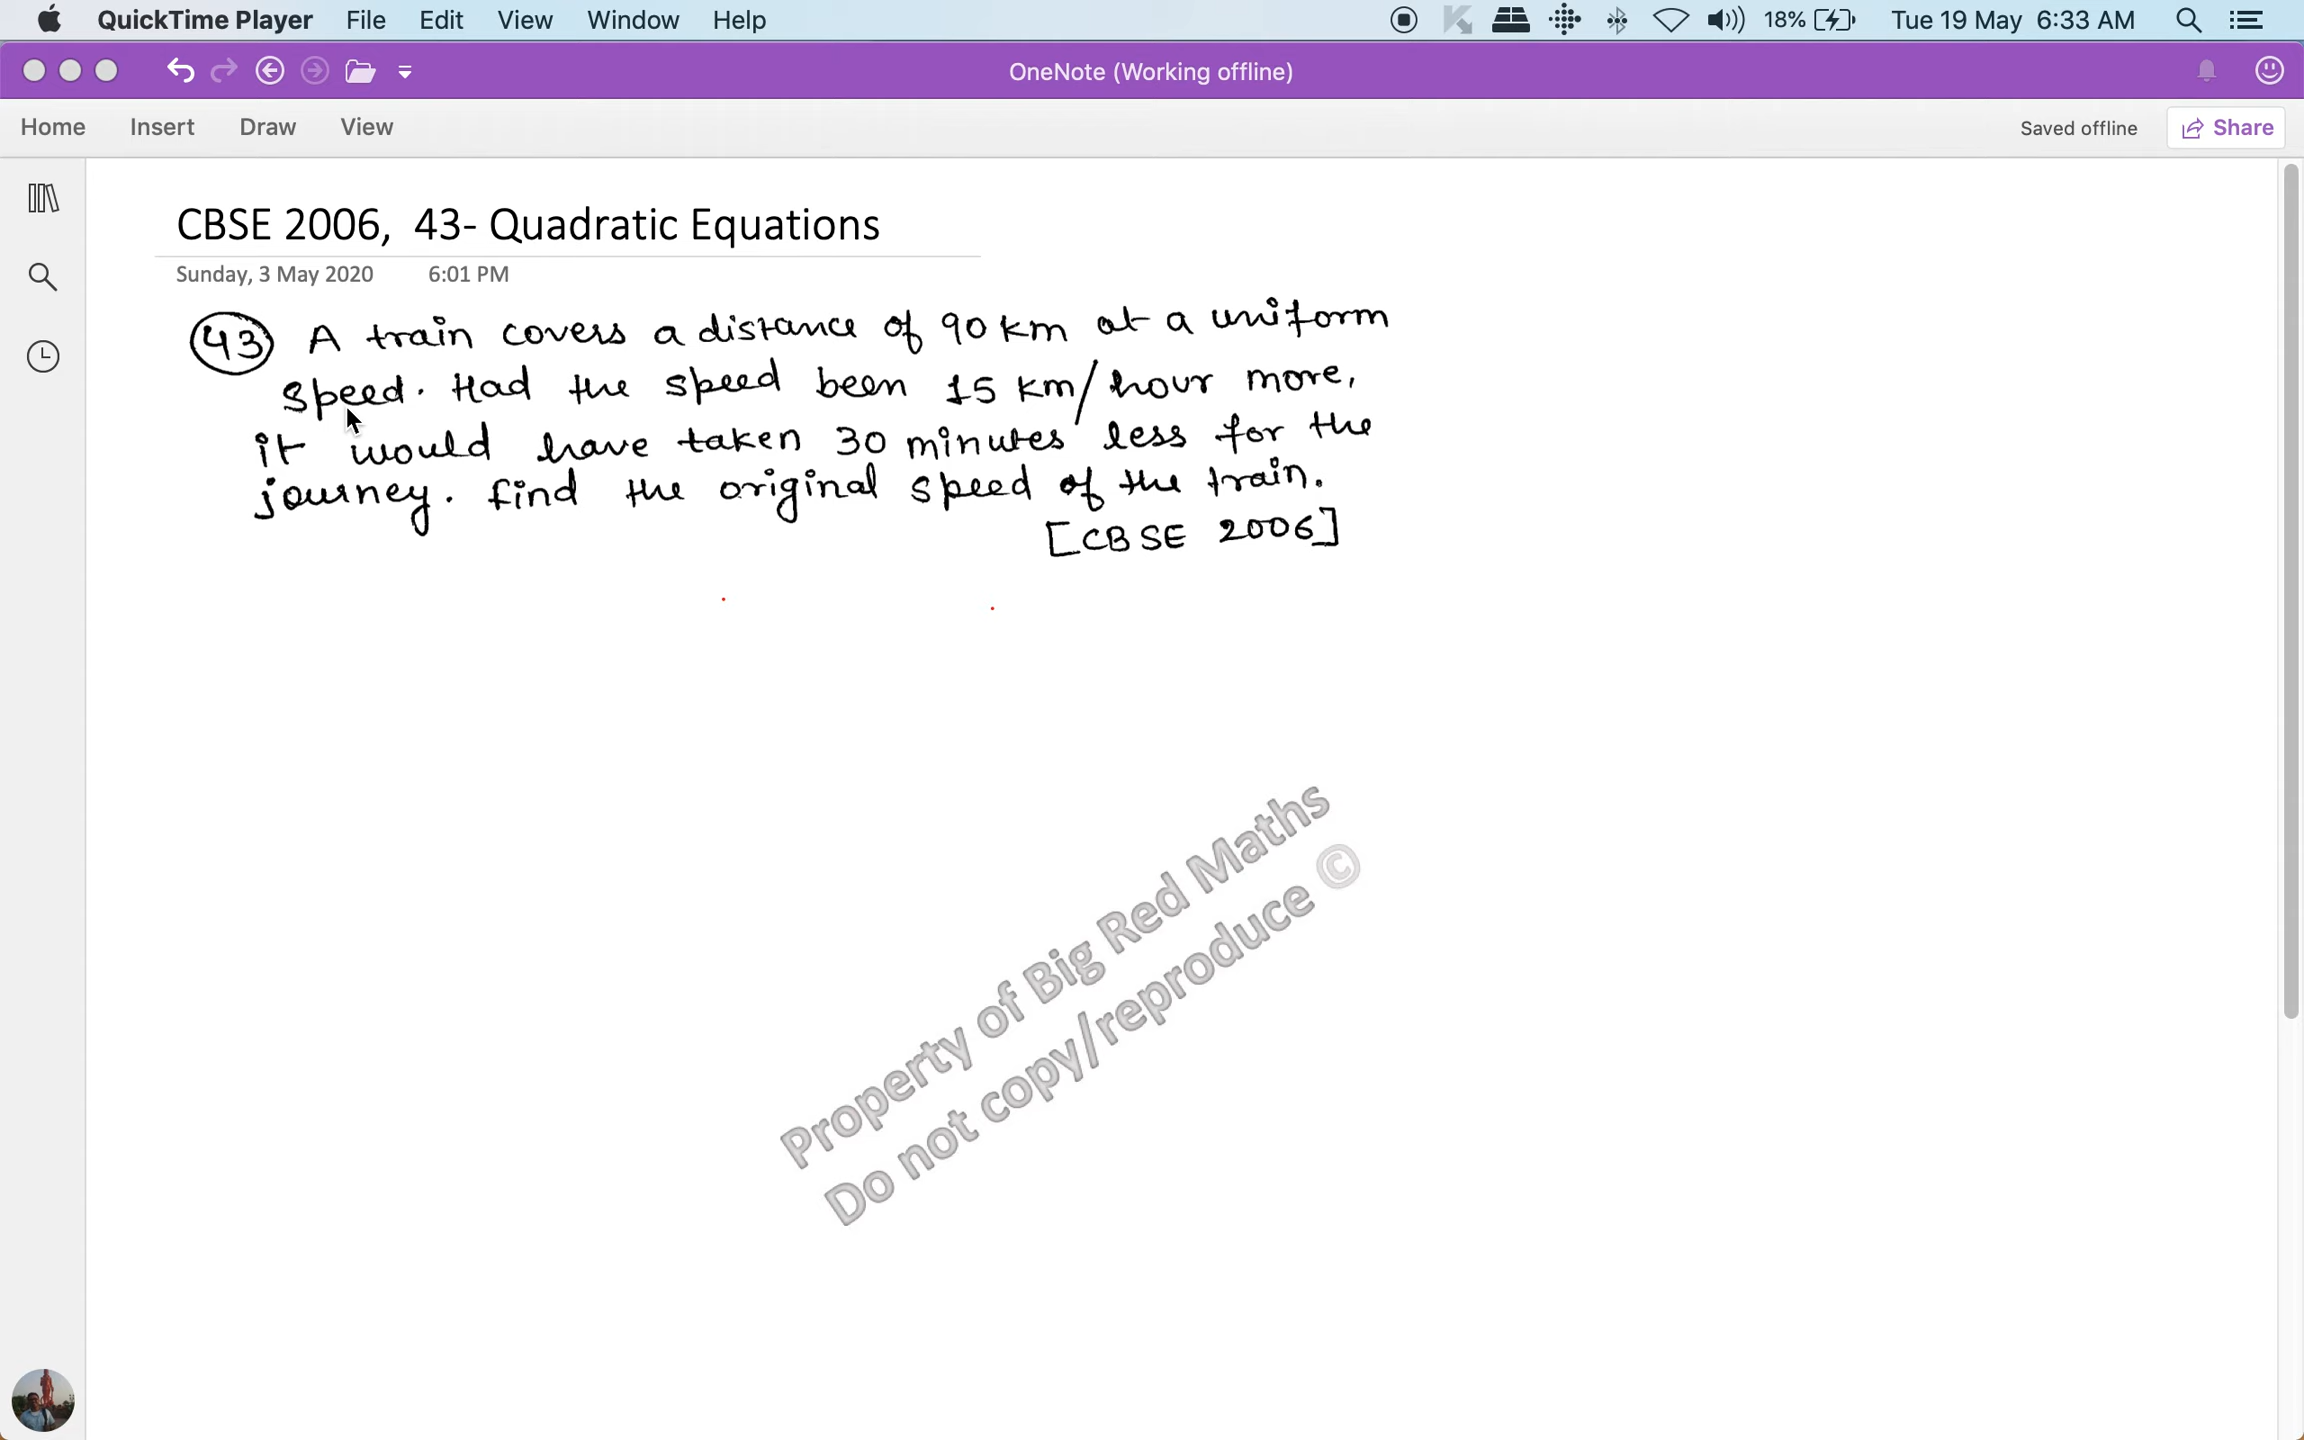 QuickTime Player File Edit View Window Help 18% Tue 19 May 6:33 AM
OneNote (Working offline)
Home Insert Draw View Saved offline Share
CBSE 2006, 43- Quadratic Equations
Sunday, 3 May 2020 6:01 PM
43 A train covers a distance of 90 km at a uniform
speed. Had the speed been 15 km/hour more,
it would have taken 30 minutes less for the
journey. find the original speed of the train.
[CBSE 2006]
Property of Big Red Maths
Do not copy/reproduce ©